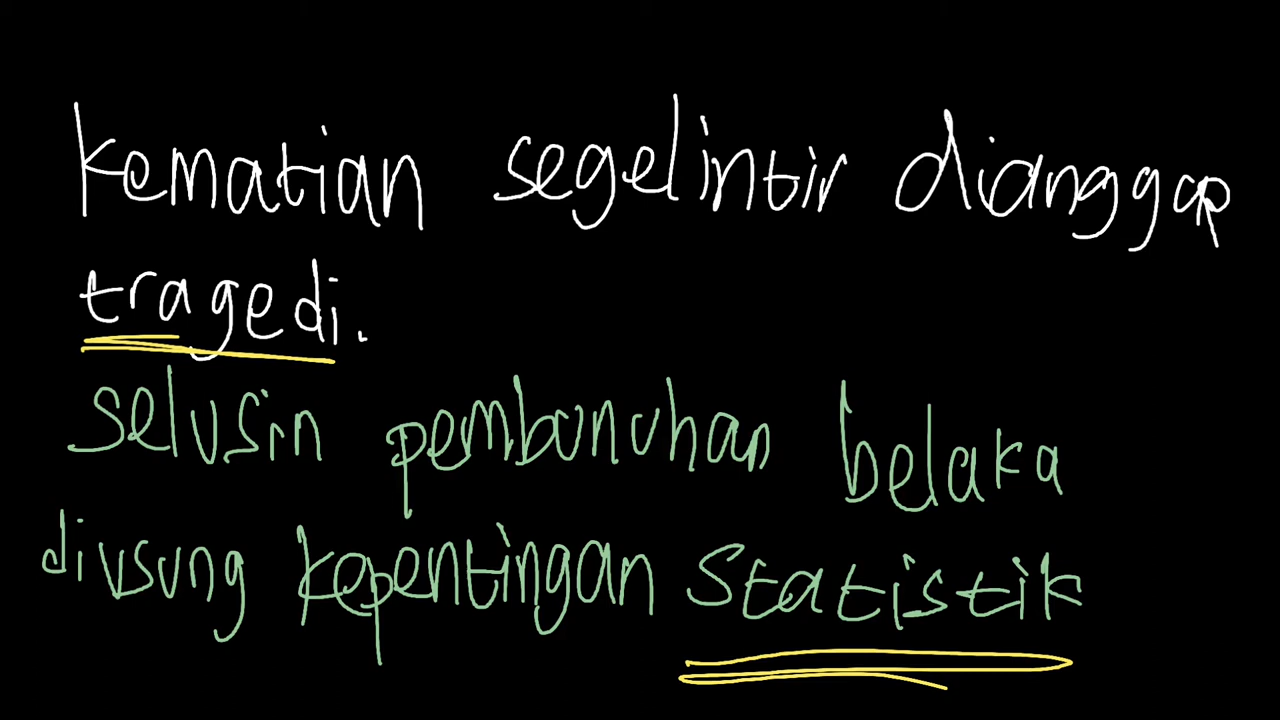 kematian segelintir dianggap
tragedi.
selusin pembunuhan belaka
diusung kepentingan statistik